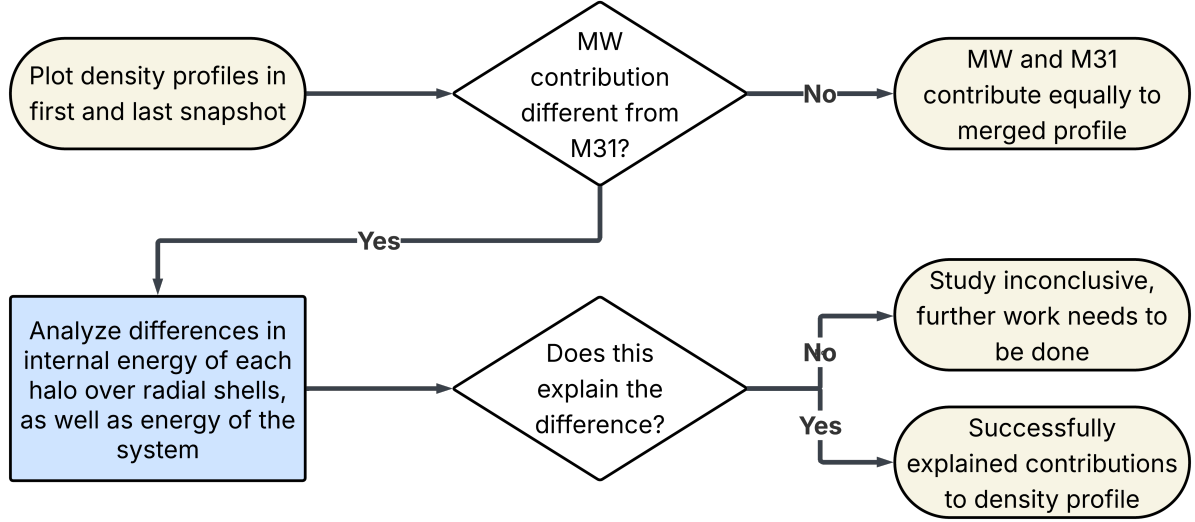 Plot density profiles in
first and last snapshot
MW
contribution
different from
M31?
No
MW and M31
contribute equally to
merged profile
Yes
Analyze differences in
internal energy of each
halo over radial shells,
as well as energy of the
system
Does this
explain the
difference?
No
Study inconclusive,
further work needs to
be done
Yes
Successfully
explained contributions
to density profile